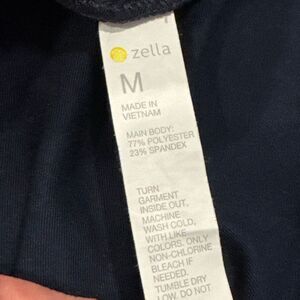 zella
M
MADE IN
VIETNAM
MAIN BODY:
77% POLYESTER
23% SPANDEX
TURN
GARMENT
INSIDE OUT.
MACHINE
WASH COLD,
WITH LIKE
COLORS. ONLY
NON-CHLORINE
BLEACH IF
NEEDED.
TUMBLE DRY
LOW. DO NOT